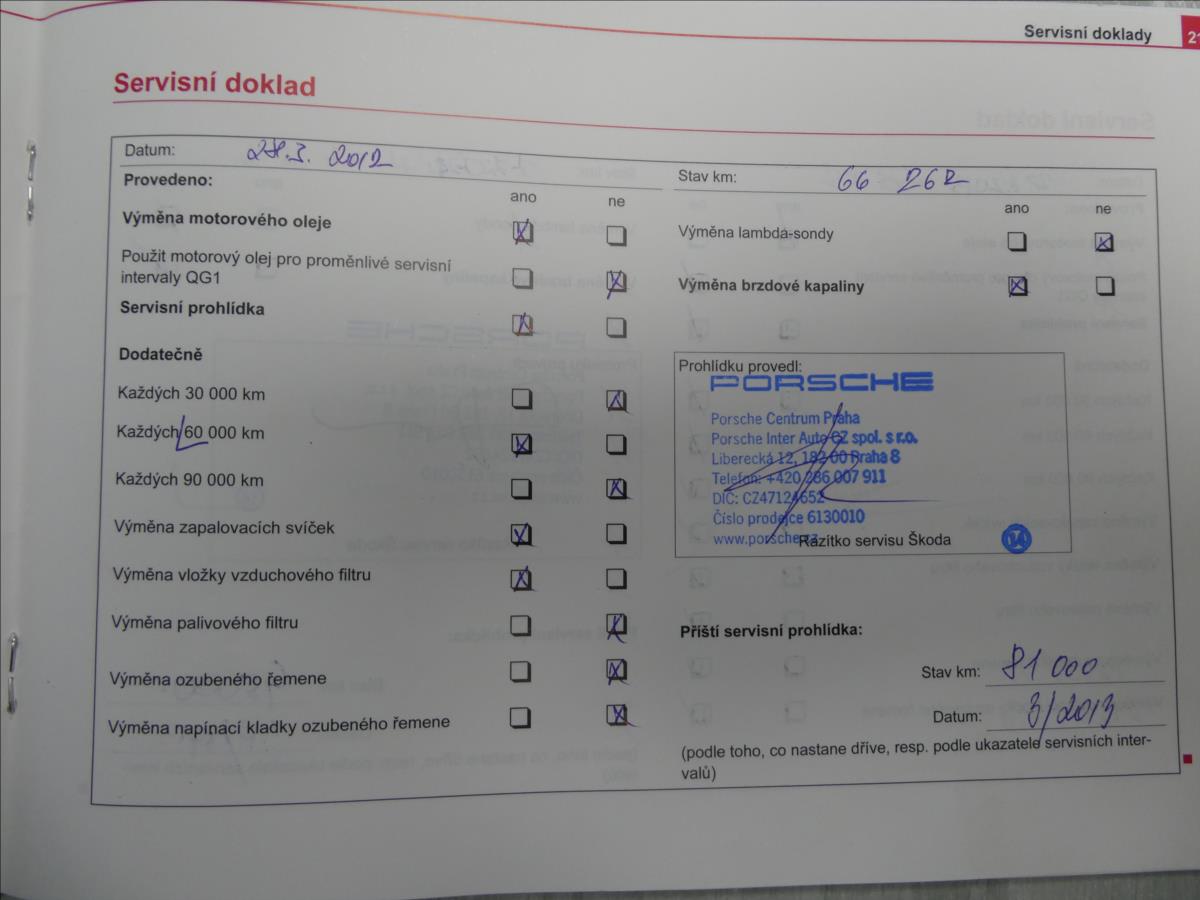 Servisní doklady
21
Servisní doklad
Datum: 28.3. 2012
Stav km: 66 262
Provedeno:
ano ne
ano ne
Výměna motorového oleje
Výměna lambda-sondy
Použit motorový olej pro proměnlivé servisní
intervaly QG1
Výměna brzdové kapaliny
Servisní prohlídka
Dodatečně
Každých 30 000 km
Každých 60 000 km
Každých 90 000 km
Výměna zapalovacích svíček
Výměna vložky vzduchového filtru
Výměna palivového filtru
Výměna ozubeného řemene
Výměna napínací kladky ozubeného řemene
Prohlídku provedl:
PORSCHE
Porsche Centrum Praha
Porsche Inter Auto CZ spol. s r.o.
Liberecká 12, 182 00 Praha 8
Telefon: +420 286 007 911
DIČ: CZ47124652
Číslo prodejce 6130010
www.porsche.cz
Razítko servisu Škoda
14
Příští servisní prohlídka:
Stav km: 81 000
Datum: 3/2013
(podle toho, co nastane dříve, resp. podle ukazatele servisních inter-
valů)